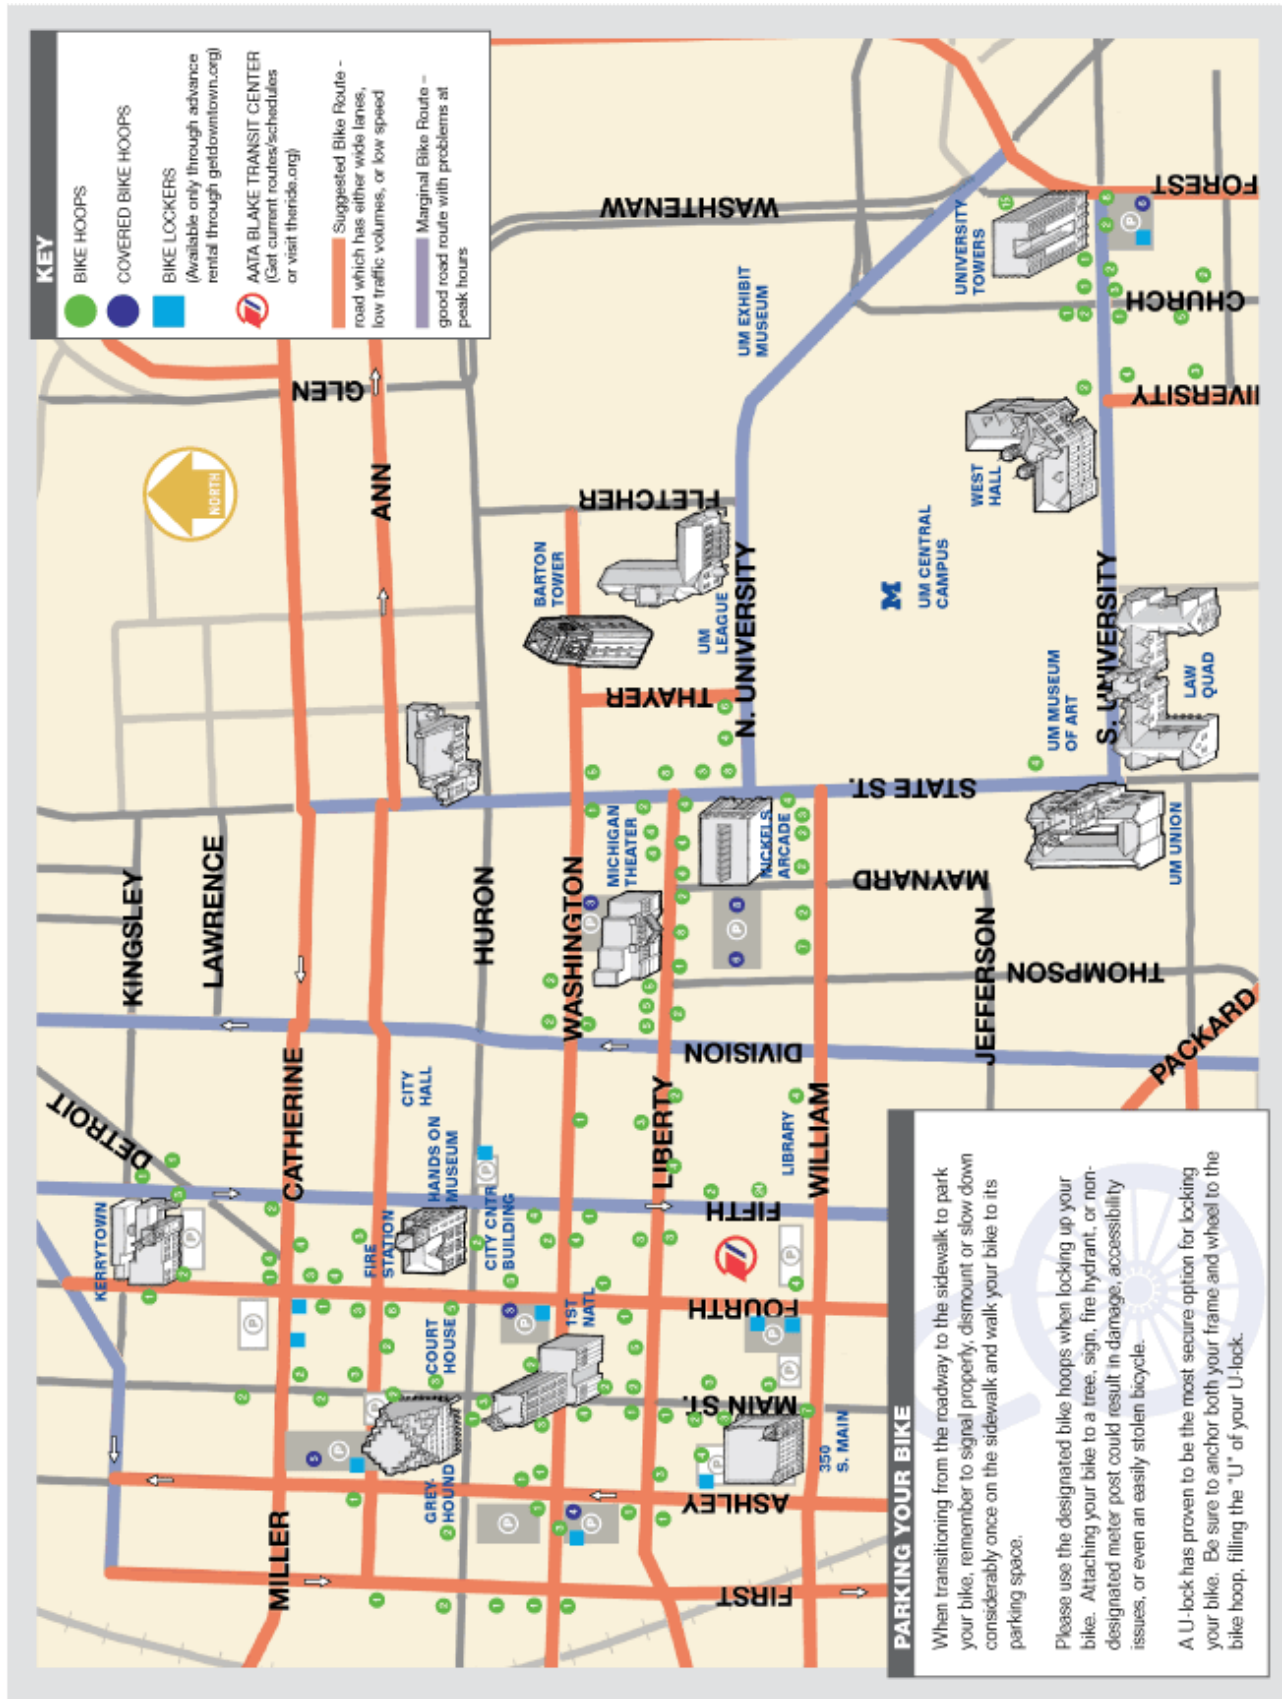 KEY
BIKE HOOPS
COVERED BIKE HOOPS
BIKE LOCKERS
(Available only through advance
rental through getdowntown.org)
AATA BLAKE TRANSIT CENTER
(Get current routes/schedules
or visit theride.org)
Suggested Bike Route -
road which has either wide lanes,
low traffic volumes, or low speed
Marginal Bike Route –
good road route with problems at
peak hours
NORTH
DETROIT
KINGSLEY
LAWRENCE
KERRYTOWN
CATHERINE
MILLER
GLEN
ANN
CITY
HALL
HANDS ON
MUSEUM
FIRE
STATION
COURT
HOUSE
GREY
HOUND
HURON
CITY CNTR
BUILDING
1ST
NATL
WASHINGTON
BARTON
TOWER
FLETCHER
WASHTENAW
MICHIGAN
THEATER
THAYER
UM
LEAGUE
LIBERTY
N. UNIVERSITY
UM EXHIBIT
MUSEUM
NICKELS
ARCADE
DIVISION
FIFTH
FOURTH
MAIN ST.
ASHLEY
FIRST
LIBRARY
WILLIAM
350
S. MAIN
STATE ST.
MAYNARD
THOMPSON
JEFFERSON
PACKARD
M
UM CENTRAL
CAMPUS
UNIVERSITY
TOWERS
WEST
HALL
UM MUSEUM
OF ART
S. UNIVERSITY
LAW
QUAD
UM UNION
FOREST
CHURCH
IIVERSITY
PARKING YOUR BIKE
When transitioning from the roadway to the sidewalk to park
your bike, remember to signal properly, dismount or slow down
considerably once on the sidewalk and walk your bike to its
parking space.
Please use the designated bike hoops when locking up your
bike. Attaching your bike to a tree, sign, fire hydrant, or non-
designated meter post could result in damage, accessibility
issues, or even an easily stolen bicycle.
A U-lock has proven to be the most secure option for locking
your bike. Be sure to anchor both your frame and wheel to the
bike hoop, filling the "U" of your U-lock.